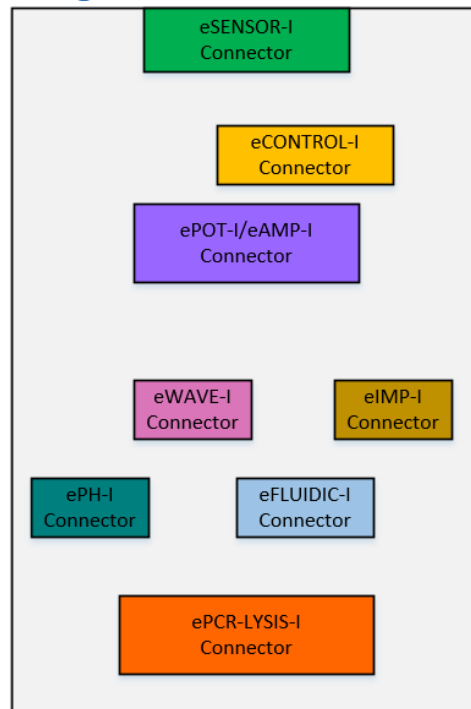 eSENSOR-I
Connector
eCONTROL-I
Connector
ePOT-I/eAMP-I
Connector
eWAVE-I
Connector
eIMP-I
Connector
ePH-I
Connector
eFLUIDIC-I
Connector
ePCR-LYSIS-I
Connector